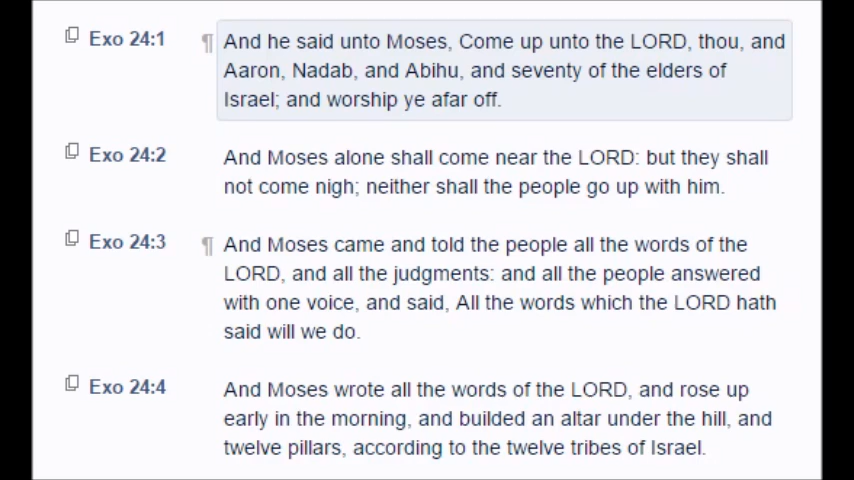 Exo 24:1 ¶ And he said unto Moses, Come up unto the LORD, thou, and
Aaron, Nadab, and Abihu, and seventy of the elders of
Israel; and worship ye afar off.
Exo 24:2 And Moses alone shall come near the LORD: but they shall
not come nigh; neither shall the people go up with him.
Exo 24:3 ¶ And Moses came and told the people all the words of the
LORD, and all the judgments: and all the people answered
with one voice, and said, All the words which the LORD hath
said will we do.
Exo 24:4 And Moses wrote all the words of the LORD, and rose up
early in the morning, and builded an altar under the hill, and
twelve pillars, according to the twelve tribes of Israel.